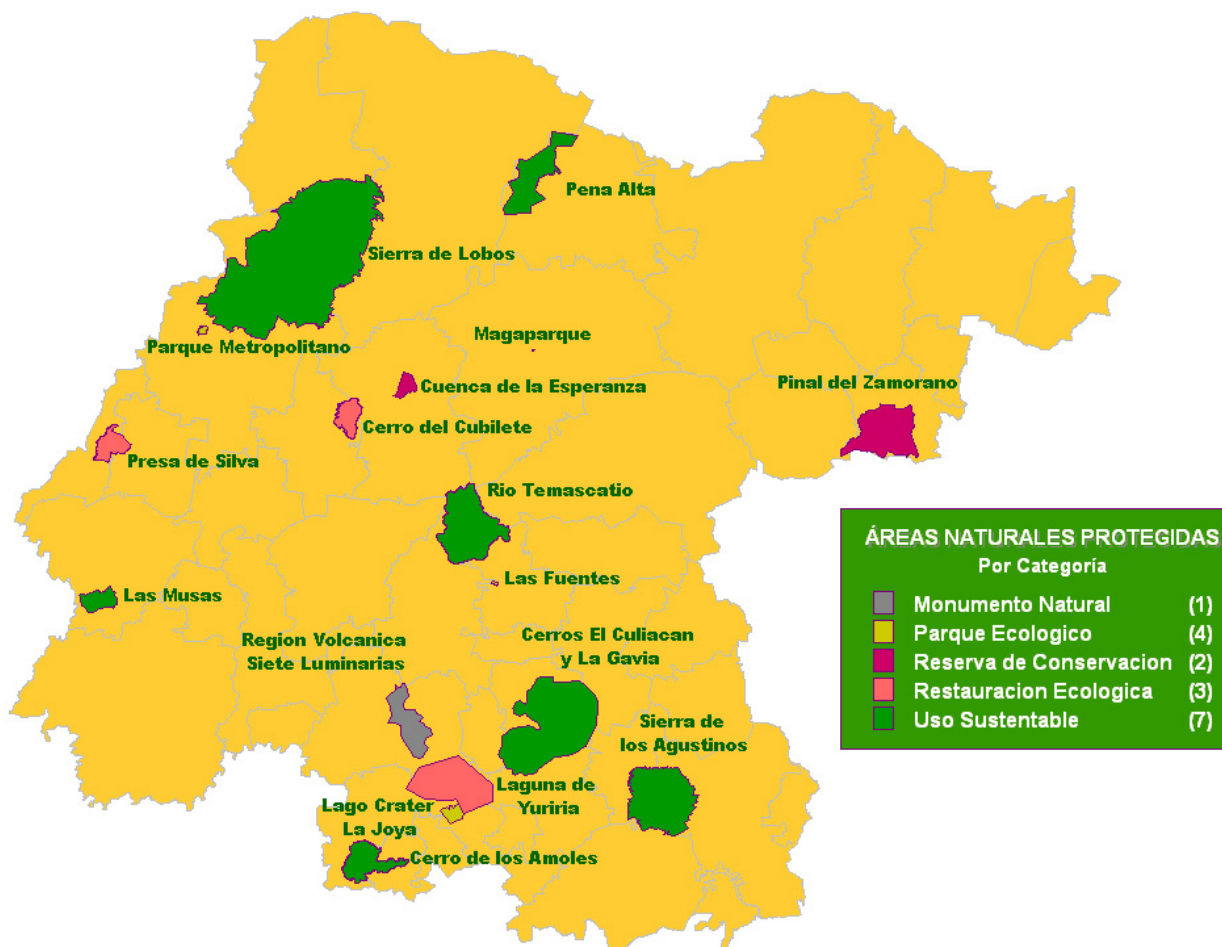 Pena Alta
Sierra de Lobos
Magaparque
Parque Metropolitano
Pinal del Zamorano
Cuenca de la Esperanza
Cerro del Cubilete
Presa de Silva
Rio Temascatio
Las Fuentes
Las Musas
Region Volcanica
Siete Luminarias
Cerros El Culiacan
y La Gavia
Sierra de
los Agustinos
Laguna de
Yuriria
Lago Crater
La Joya
Cerro de los Amoles
ÁREAS NATURALES PROTEGIDAS
Por Categoría
Monumento Natural (1)
Parque Ecologico (4)
Reserva de Conservacion (2)
Restauracion Ecologica (3)
Uso Sustentable (7)